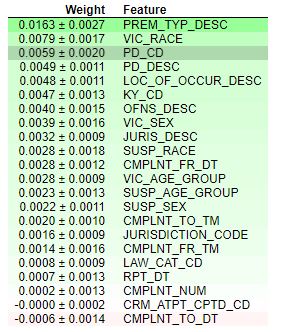 Weight Feature
0.0163 ± 0.0027 PREM_TYP_DESC
0.0079 ± 0.0017 VIC_RACE
0.0059 ± 0.0020 PD_CD
0.0049 ± 0.0011 PD_DESC
0.0048 ± 0.0011 LOC_OF_OCCUR_DESC
0.0047 ± 0.0013 KY_CD
0.0040 ± 0.0015 OFNS_DESC
0.0039 ± 0.0016 VIC_SEX
0.0032 ± 0.0009 JURIS_DESC
0.0028 ± 0.0018 SUSP_RACE
0.0028 ± 0.0012 CMPLNT_FR_DT
0.0028 ± 0.0009 VIC_AGE_GROUP
0.0023 ± 0.0013 SUSP_AGE_GROUP
0.0022 ± 0.0011 SUSP_SEX
0.0020 ± 0.0010 CMPLNT_TO_TM
0.0016 ± 0.0009 JURISDICTION_CODE
0.0014 ± 0.0016 CMPLNT_FR_TM
0.0008 ± 0.0009 LAW_CAT_CD
0.0007 ± 0.0013 RPT_DT
0.0002 ± 0.0013 CMPLNT_NUM
-0.0000 ± 0.0002 CRM_ATPT_CPTD_CD
-0.0006 ± 0.0014 CMPLNT_TO_DT